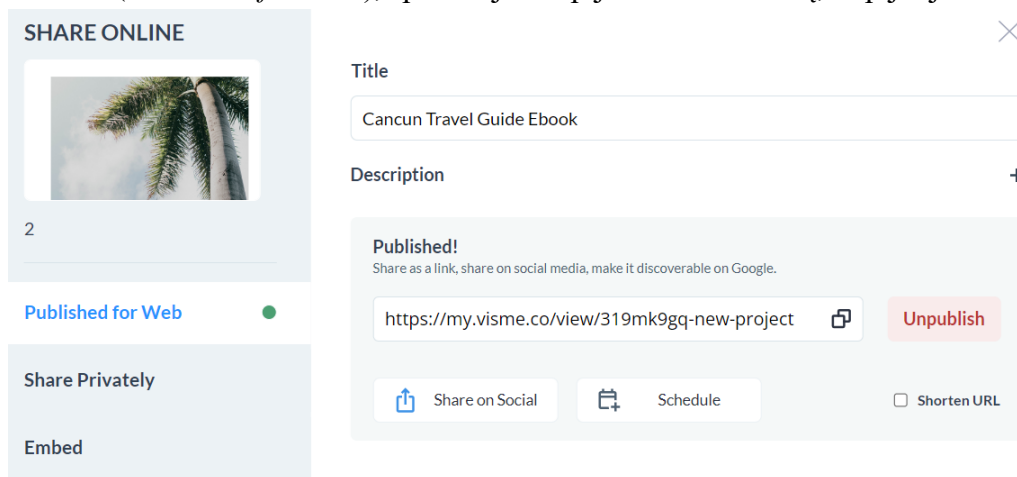 SHARE ONLINE
2
Published for Web
Share Privately
Embed
Title
Cancun Travel Guide Ebook
Description
Published!
Share as a link, share on social media, make it discoverable on Google.
https://my.visme.co/view/319mk9gq-new-project
Unpublish
Share on Social
Schedule
Shorten URL